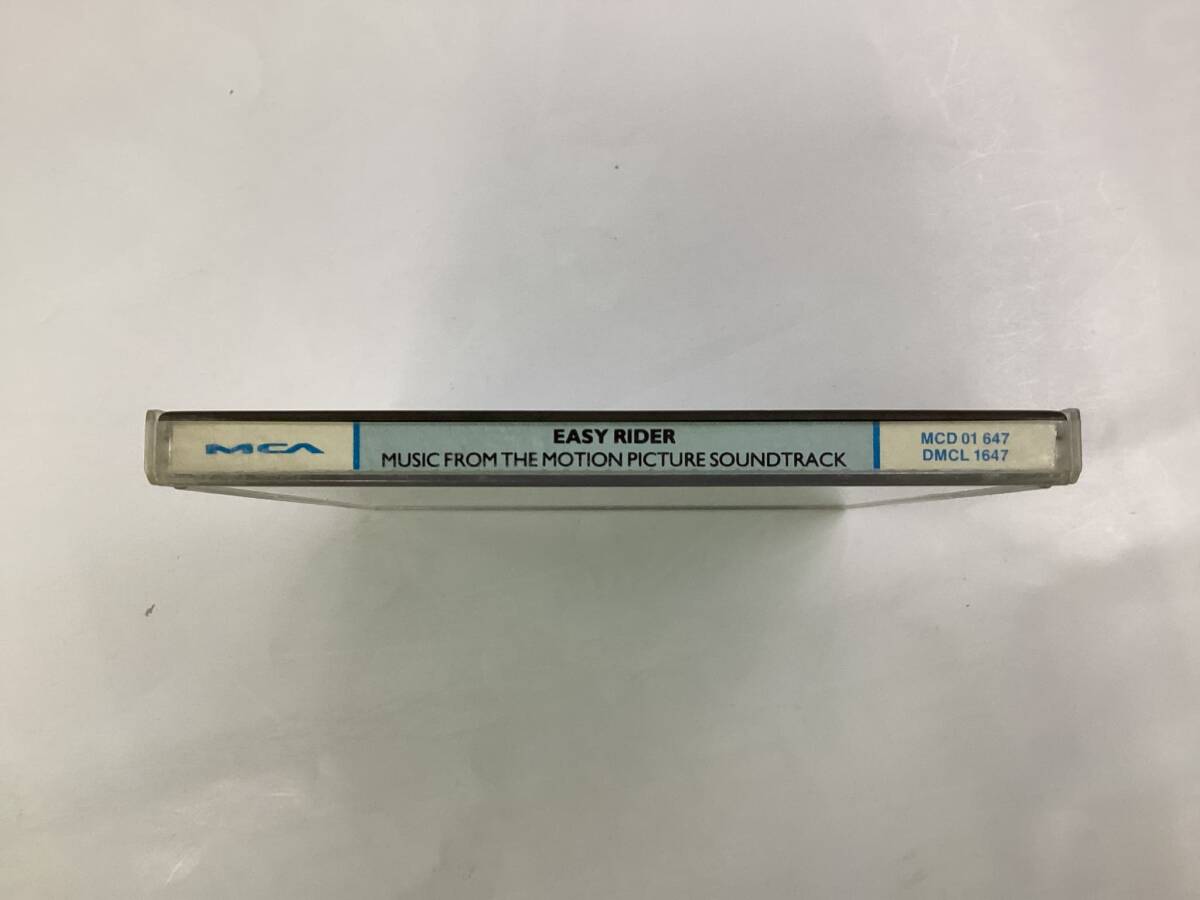 MCA
EASY RIDER
MUSIC FROM THE MOTION PICTURE SOUNDTRACK
MCD 01 647
DMCL 1647